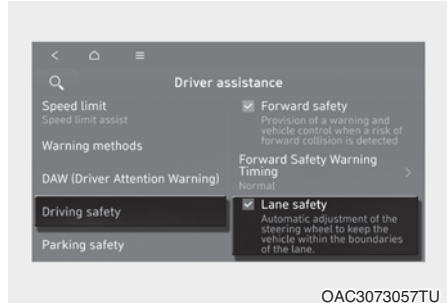 Driver assistance
Speed limit
Speed limit assist
Warning methods
DAW (Driver Attention Warning)
Driving safety
Parking safety
Forward safety
Provision of a warning and
vehicle control when a risk of
forward collision is detected
Forward Safety Warning
Timing
Normal
Lane safety
Automatic adjustment of the
steering wheel to keep the
vehicle within the boundaries
of the lane.
OAC3073057TU